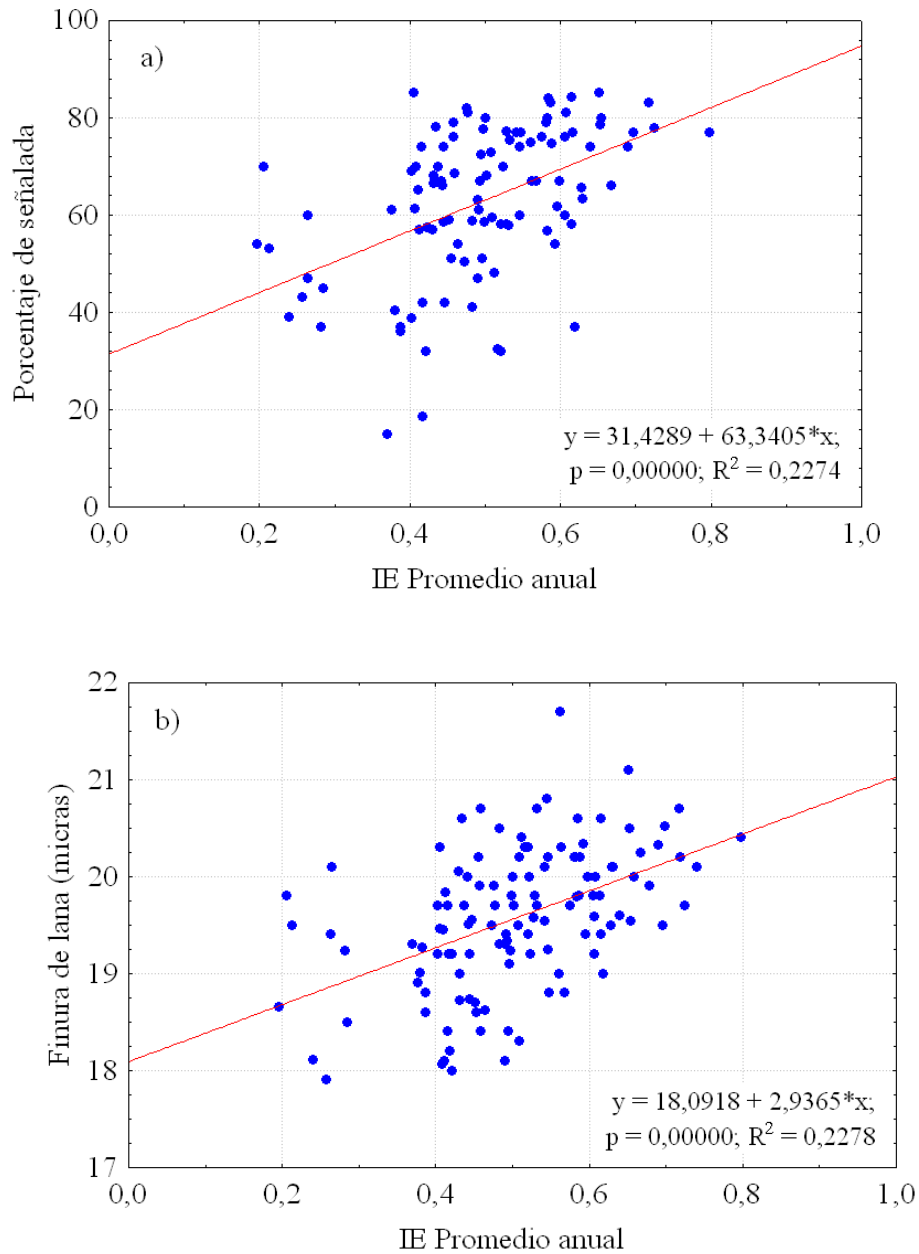 a)
100
80
60
40
20
0
Porcentaje de señalada
y = 31,4289 + 63,3405*x;
p = 0,00000; R² = 0,2274
0,0 0,2 0,4 0,6 0,8 1,0
IE Promedio anual
b)
22
21
20
19
18
17
Finura de lana (micras)
y = 18,0918 + 2,9365*x;
p = 0,00000; R² = 0,2278
0,0 0,2 0,4 0,6 0,8 1,0
IE Promedio anual